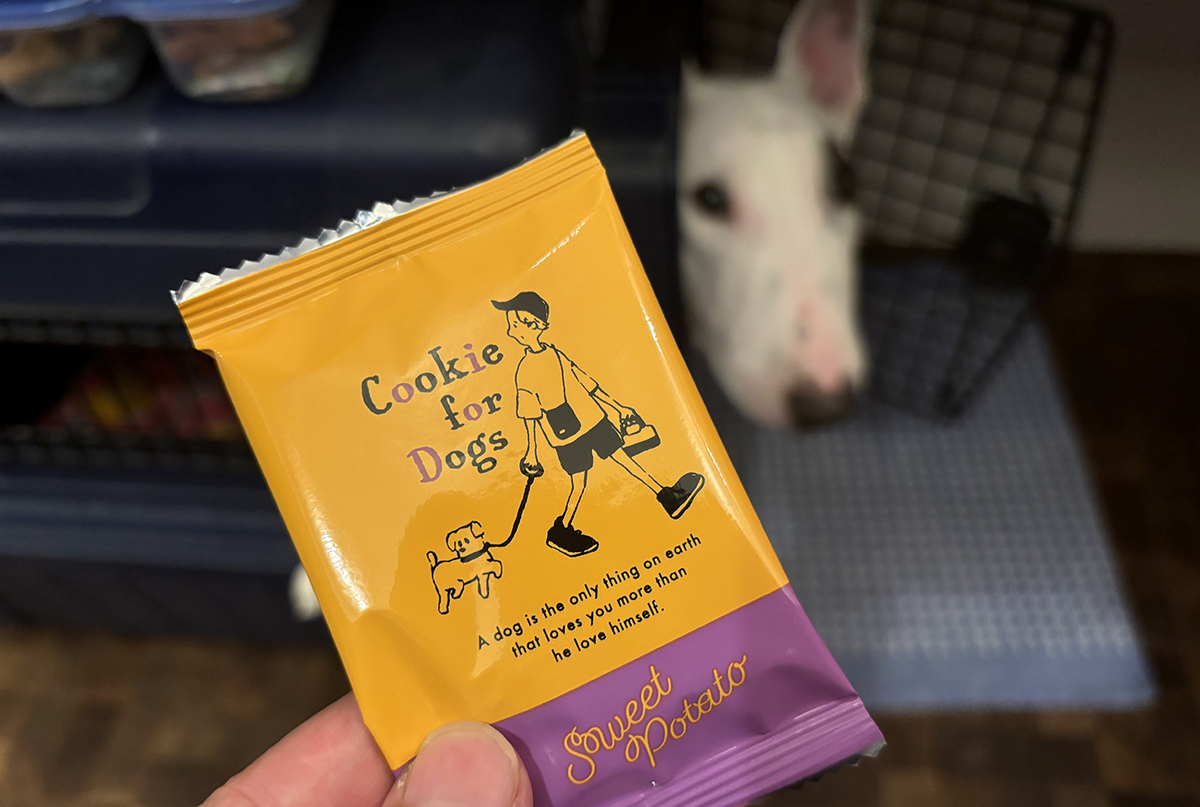 Cookie
for
Dogs
A dog is the only thing on earth
that loves you more than
he love himself.
Sweet
Potato